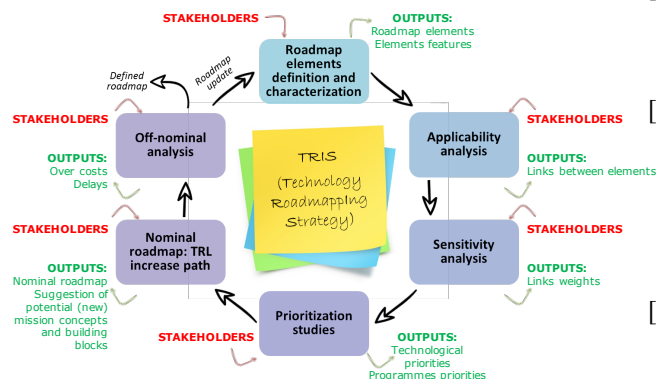 STAKEHOLDERS
OUTPUTS:
Roadmap elements
Elements features
Roadmap
elements
definition and
characterization
Defined
roadmap
Roadmap
update
STAKEHOLDERS
Off-nominal
analysis
OUTPUTS:
Over costs
Delays
TRIS
(Technology
RoadmappIng
Strategy)
Applicability
analysis
STAKEHOLDERS
OUTPUTS:
Links between elements
STAKEHOLDERS
Nominal
roadmap: TRL
increase path
OUTPUTS:
Nominal roadmap
Suggestion of
potential (new)
mission concepts
and building
blocks
Sensitivity
analysis
STAKEHOLDERS
OUTPUTS:
Links weights
Prioritization
studies
STAKEHOLDERS
OUTPUTS:
Technological
priorities
Programmes priorities
[
[